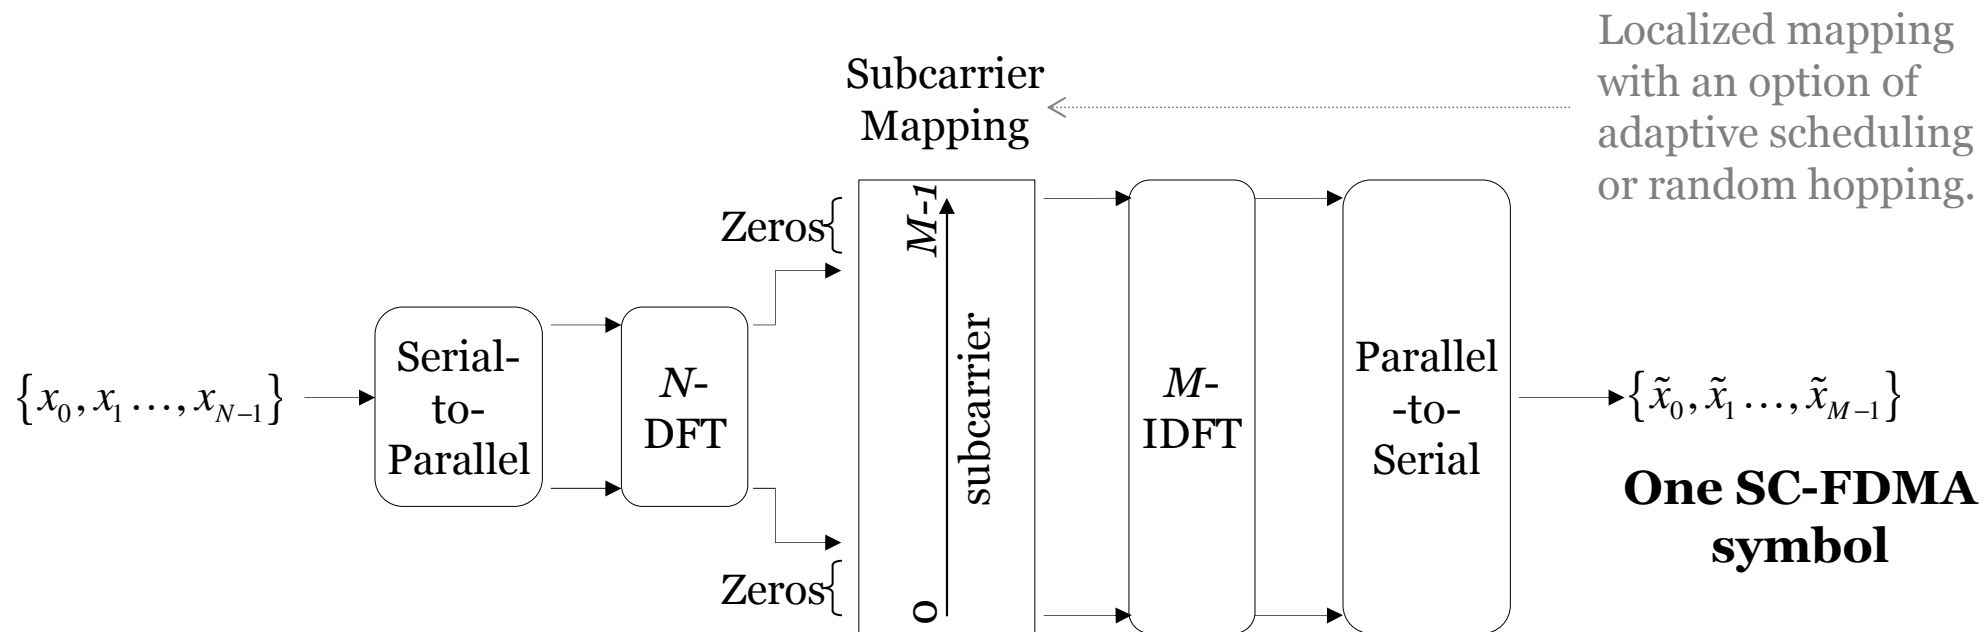 Localized mapping
with an option of
adaptive scheduling
or random hopping.
Subcarrier
Mapping
Zeros{
M-1
subcarrier
0
Zeros{
{x_0, x_1 ..., x_{N-1}}
Serial-
to-
Parallel
N-
DFT
M-
IDFT
Parallel
-to-
Serial
{x̃_0, x̃_1 ..., x̃_{M-1}}
One SC-FDMA
symbol